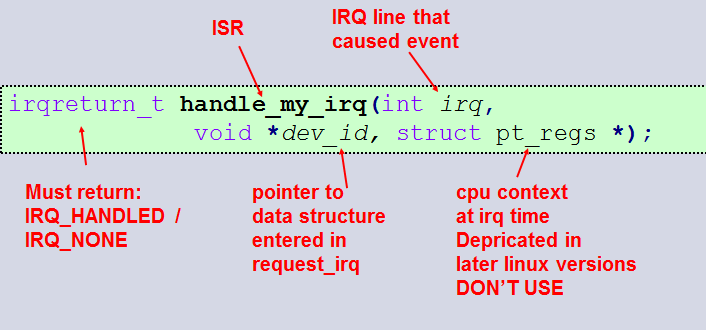 ISR
IRQ line that
caused event
irqreturn_t handle_my_irq(int irq,
void *dev_id, struct pt_regs *);
Must return:
IRQ_HANDLED /
IRQ_NONE
pointer to
data structure
entered in
request_irq
cpu context
at irq time
Depricated in
later linux versions
DON'T USE